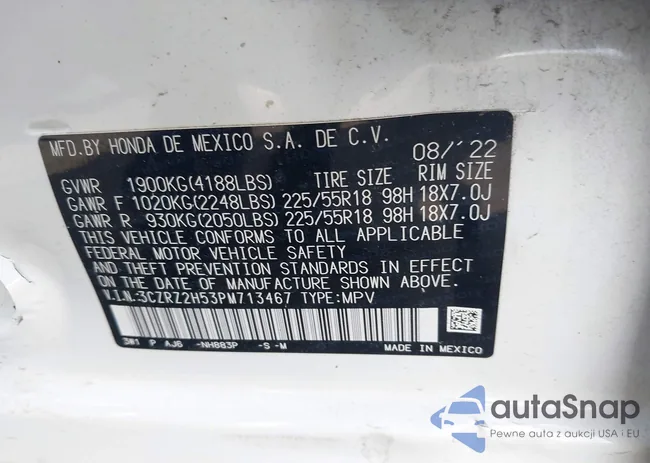 MFD.BY HONDA DE MEXICO S.A. DE C.V. 08/'22
GVWR 1900KG(4188LBS) TIRE SIZE RIM SIZE
GAWR F 1020KG(2248LBS) 225/55R18 98H 18X7.0J
GAWR R 930KG(2050LBS) 225/55R18 98H 18X7.0J
THIS VEHICLE CONFORMS TO ALL APPLICABLE
FEDERAL MOTOR VEHICLE SAFETY
AND THEFT PREVENTION STANDARDS IN EFFECT
ON THE DATE OF MANUFACTURE SHOWN ABOVE.
V.I.N.:3CZRZ2H53PM713467 TYPE:MPV
3W1 P AJ6 -NH883P -S -M MADE IN MEXICO
autaSnap
Pewne auta z aukcji USA i EU